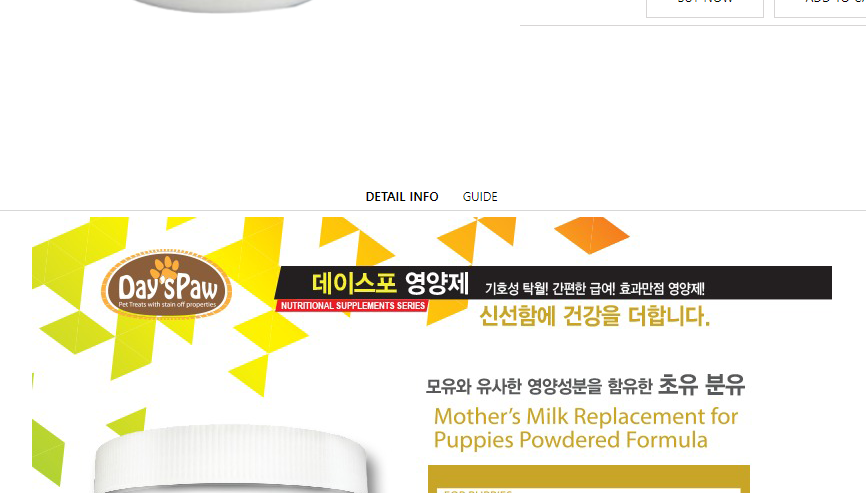 BUY NOW
DETAIL INFO
GUIDE
Day'sPaw
Pet Treats with stain off properties
데이스포 영양제
기호성 탁월! 간편한 급여! 효과만점 영양제!
NUTRITIONAL SUPPLEMENTS SERIES
신선함에 건강을 더합니다.
모유와 유사한 영양성분을 함유한 초유 분유
Mother's Milk Replacement for
Puppies Powdered Formula